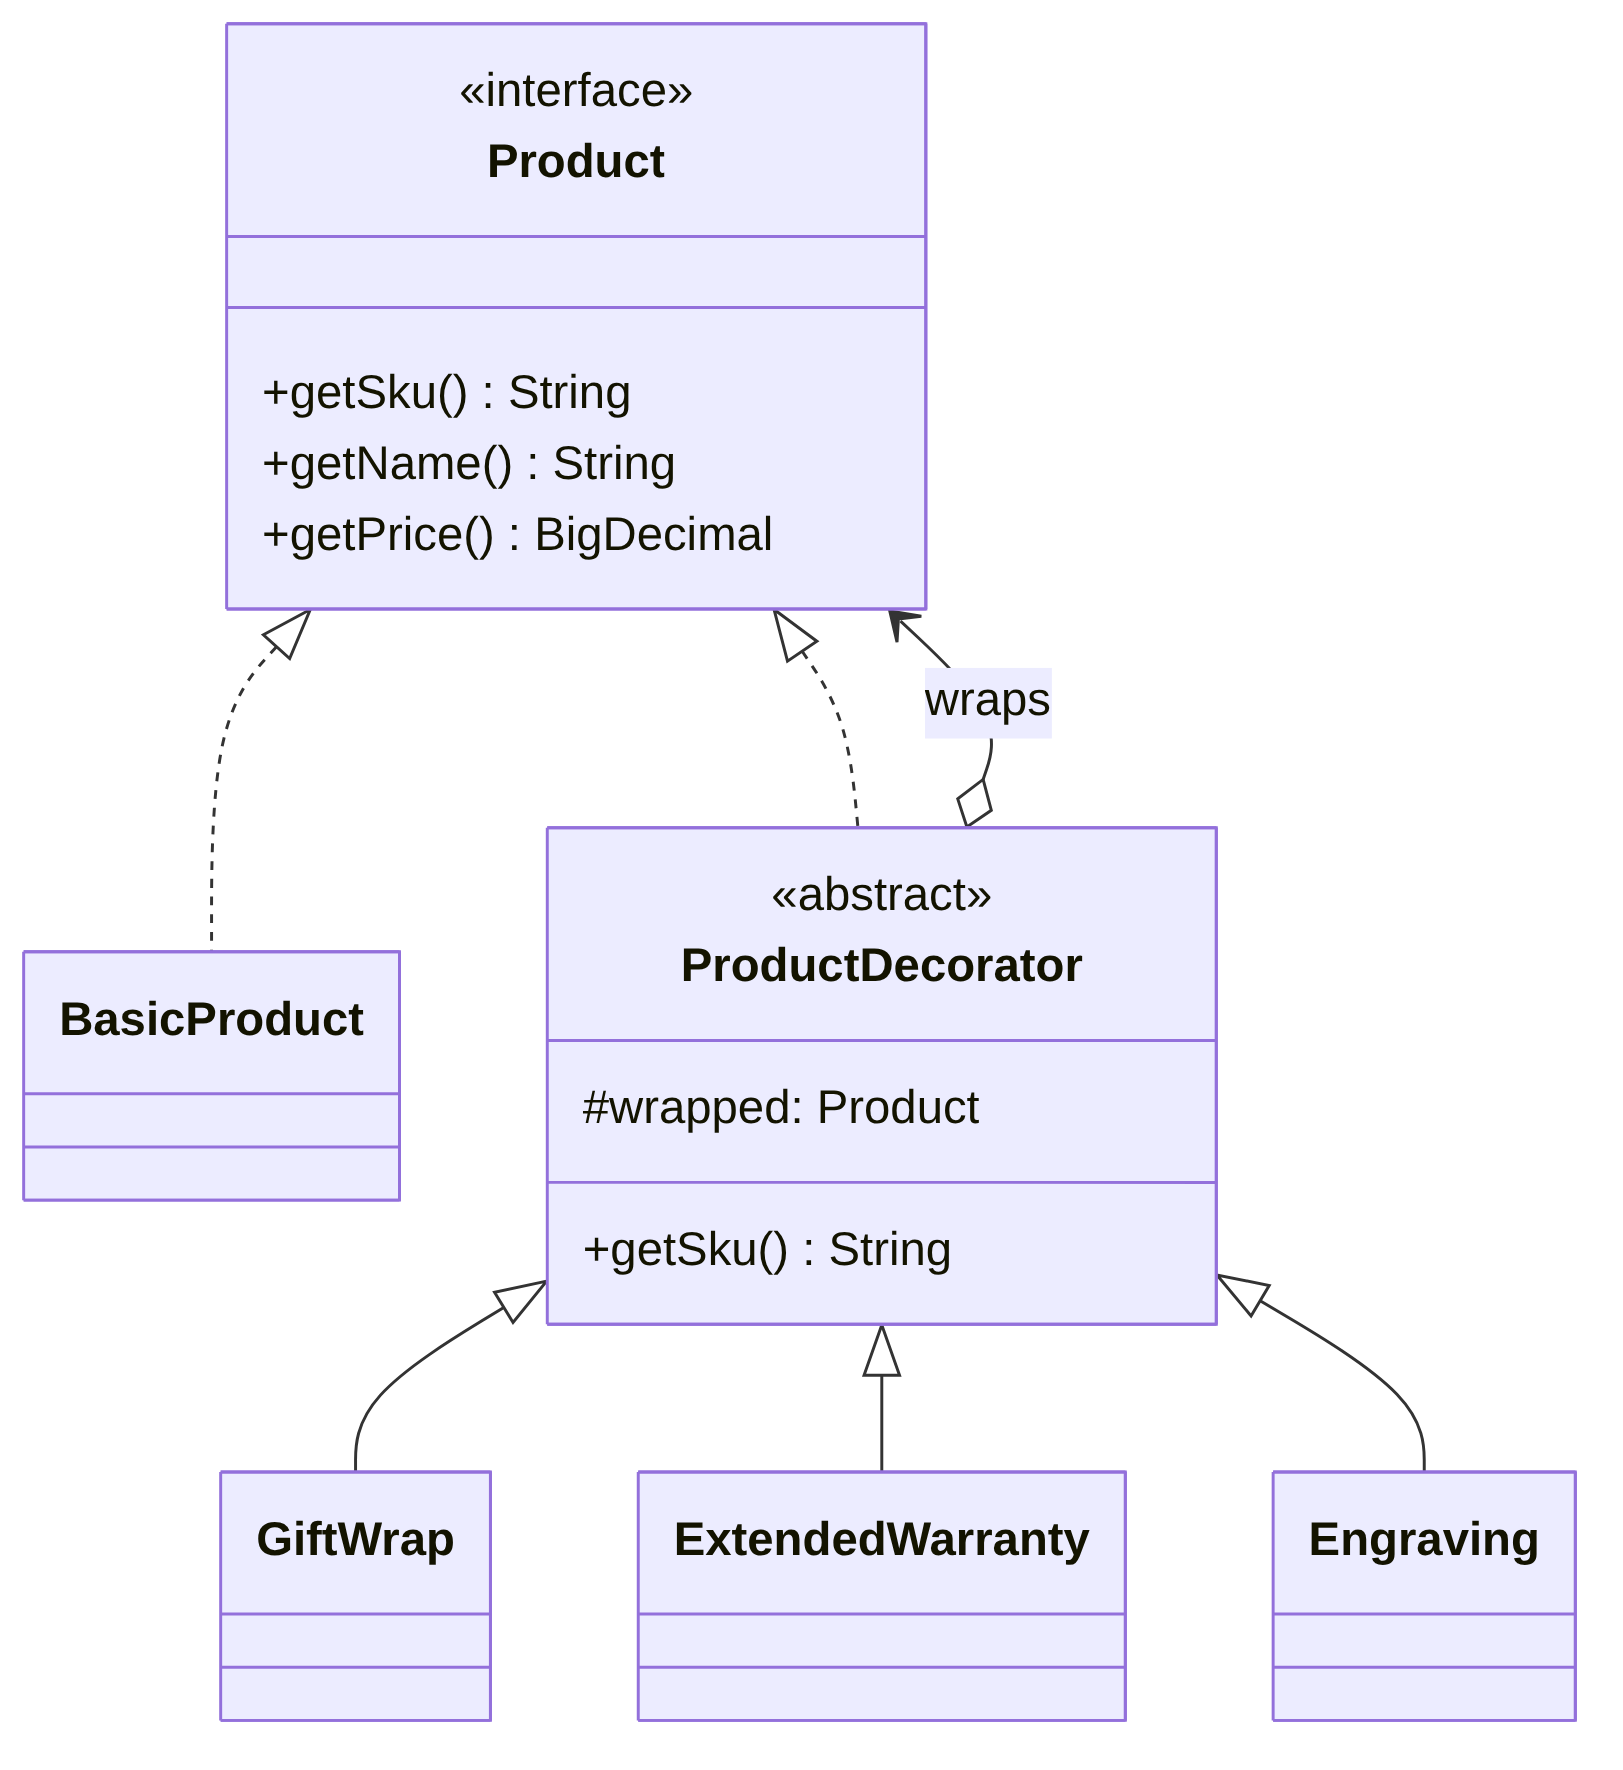 «interface»
Product
+getSku() : String
+getName() : String
+getPrice() : BigDecimal
wraps
«abstract»
ProductDecorator
#wrapped: Product
+getSku() : String
BasicProduct
GiftWrap
ExtendedWarranty
Engraving